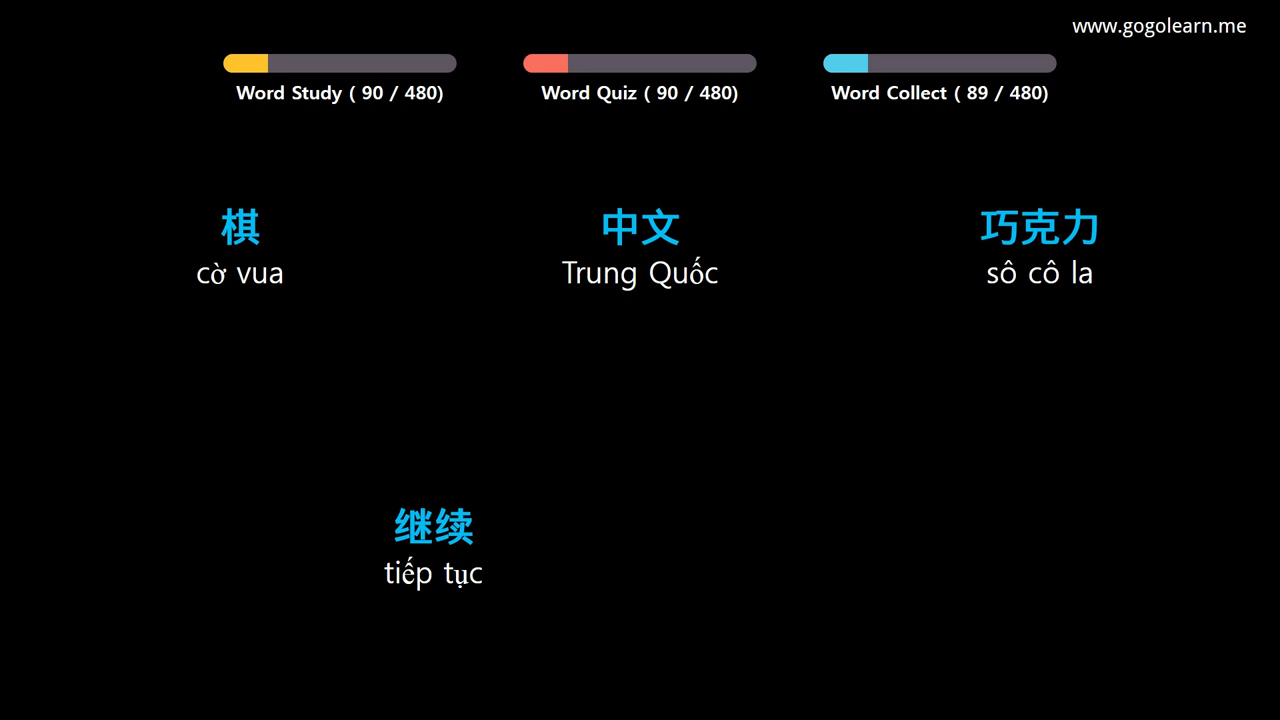 www.gogolearn.me
Word Study ( 90 / 480)
Word Quiz ( 90 / 480)
Word Collect ( 89 / 480)
棋
cờ vua
中文
Trung Quốc
巧克力
sô cô la
继续
tiếp tục